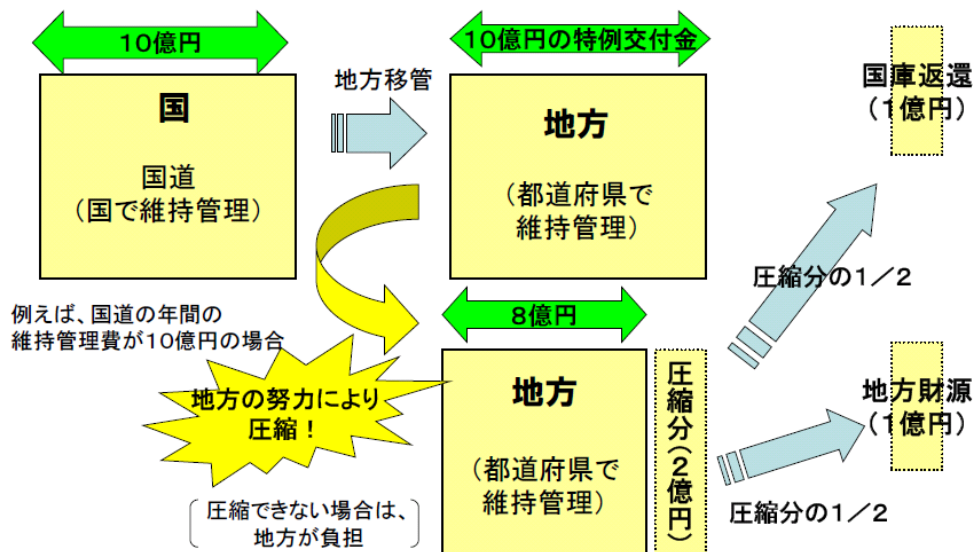 10億円
国
国道
(国で維持管理)
例えば、国道の年間の
維持管理費が10億円の場合
地方移管
10億円の特例交付金
地方
(都道府県で
維持管理)
地方の努力により
圧縮!
圧縮できない場合は、
地方が負担
8億円
地方
(都道府県で
維持管理)
圧縮分(2億円)
圧縮分の1/2
国庫返還
(1億円)
圧縮分の1/2
地方財源
(1億円)